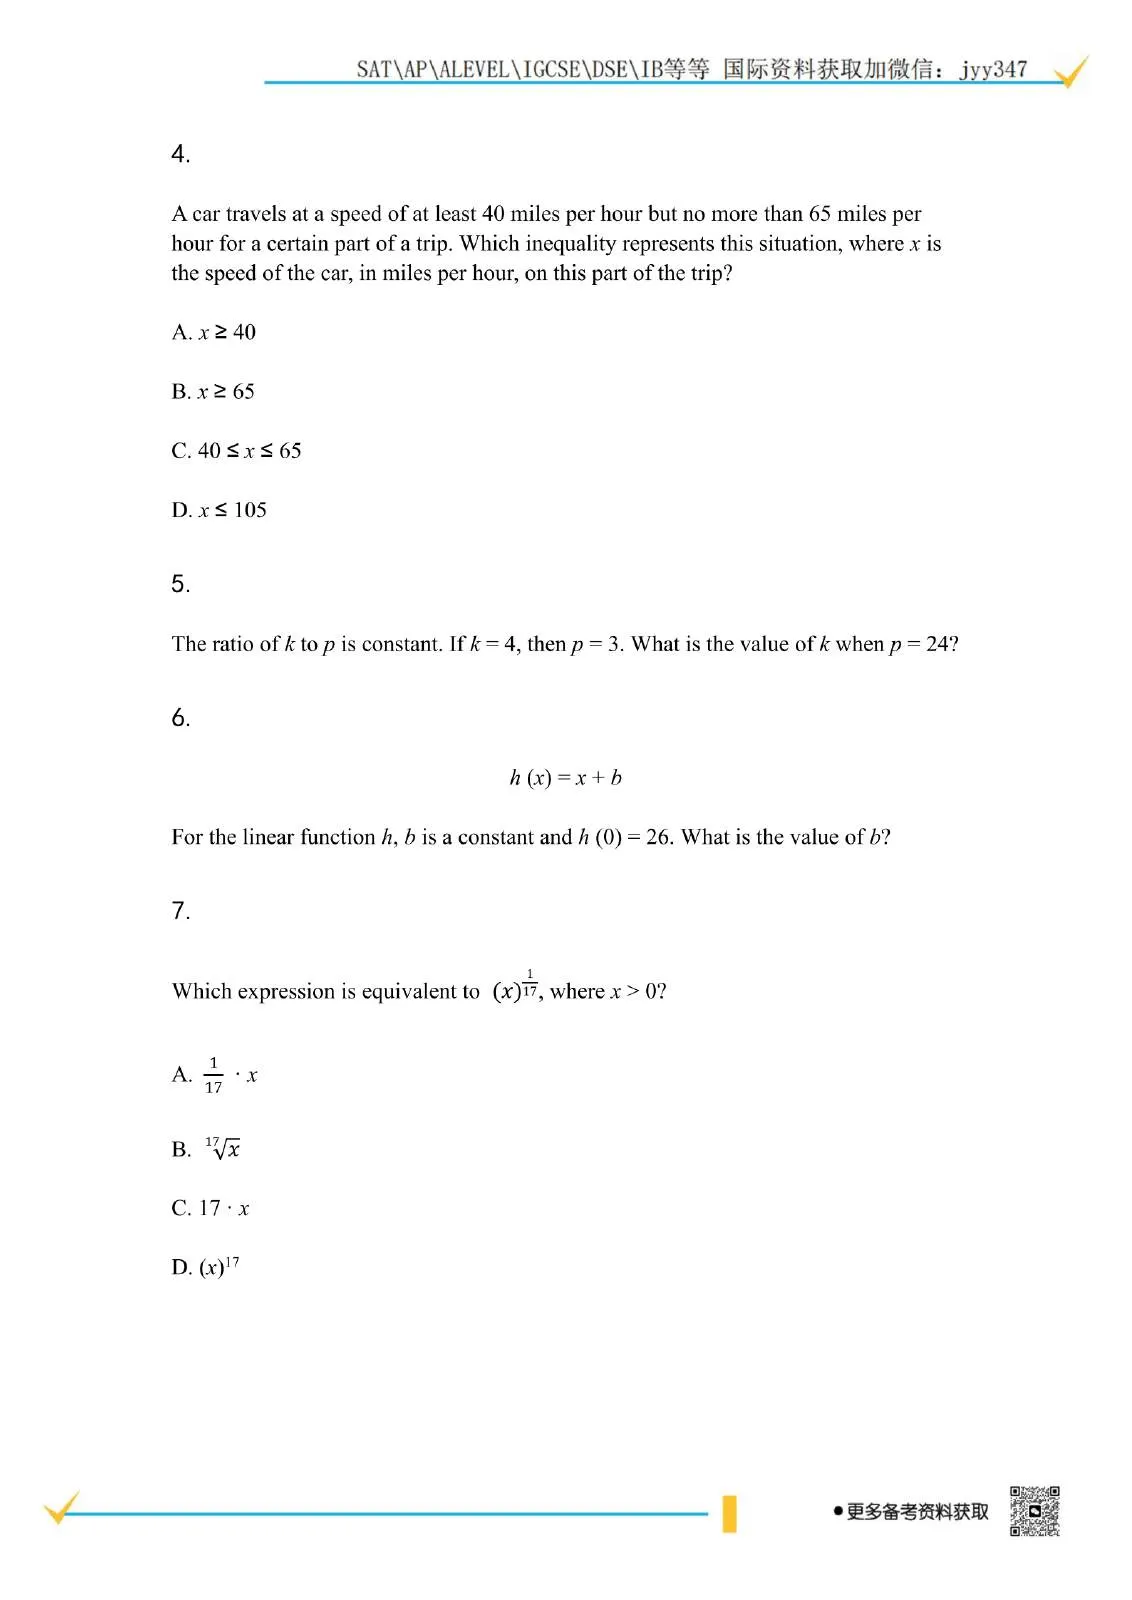 SAT\AP\ALEVEL\IGCSE\DSE\IB等等 国际资料获取加微信：jyy347
4.
A car travels at a speed of at least 40 miles per hour but no more than 65 miles per
hour for a certain part of a trip. Which inequality represents this situation, where x is
the speed of the car, in miles per hour, on this part of the trip?
A. x ≥ 40
B. x ≥ 65
C. 40 ≤ x ≤ 65
D. x ≤ 105
5.
The ratio of k to p is constant. If k = 4, then p = 3. What is the value of k when p = 24?
6.
h (x) = x + b
For the linear function h, b is a constant and h (0) = 26. What is the value of b?
7.
Which expression is equivalent to (x)^(1/17), where x > 0?
A. 1/17 · x
B. ¹⁷√x
C. 17 · x
D. (x)¹⁷
●更多备考资料获取